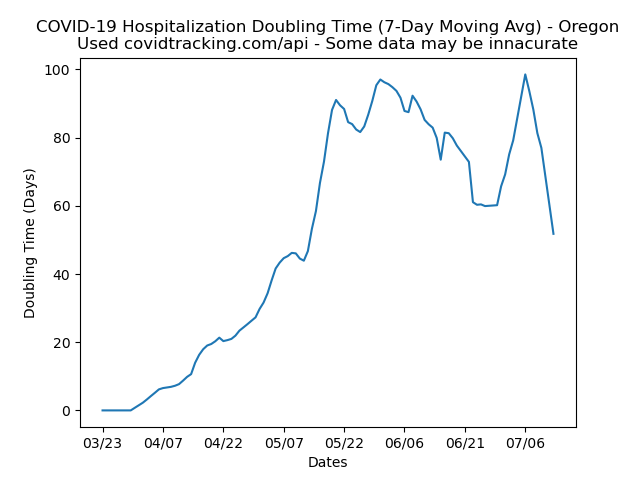 COVID-19 Hospitalization Doubling Time (7-Day Moving Avg) - Oregon
Used covidtracking.com/api - Some data may be innacurate
100
80
60
40
20
0
Doubling Time (Days)
03/23 04/07 04/22 05/07 05/22 06/06 06/21 07/06
Dates